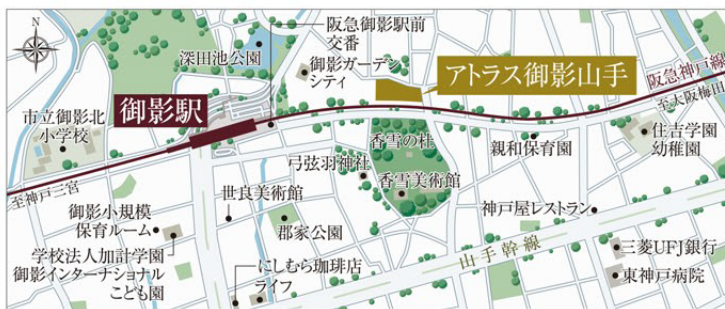 N
阪急御影駅前
交番
深田池公園
御影ガーデン
シティ
アトラス御影山手
阪急神戸線
至大阪梅田
御影駅
市立御影北
小学校
香雪の杜
住吉学園
幼稚園
親和保育園
弓弦羽神社
香雪美術館
至神戸三宮
世良美術館
神戸屋レストラン
御影小規模
保育ルーム
郡家公園
学校法人加計学園
御影インターナショナル
こども園
山手幹線
三菱UFJ銀行
東神戸病院
にしむら珈琲店
ライフ